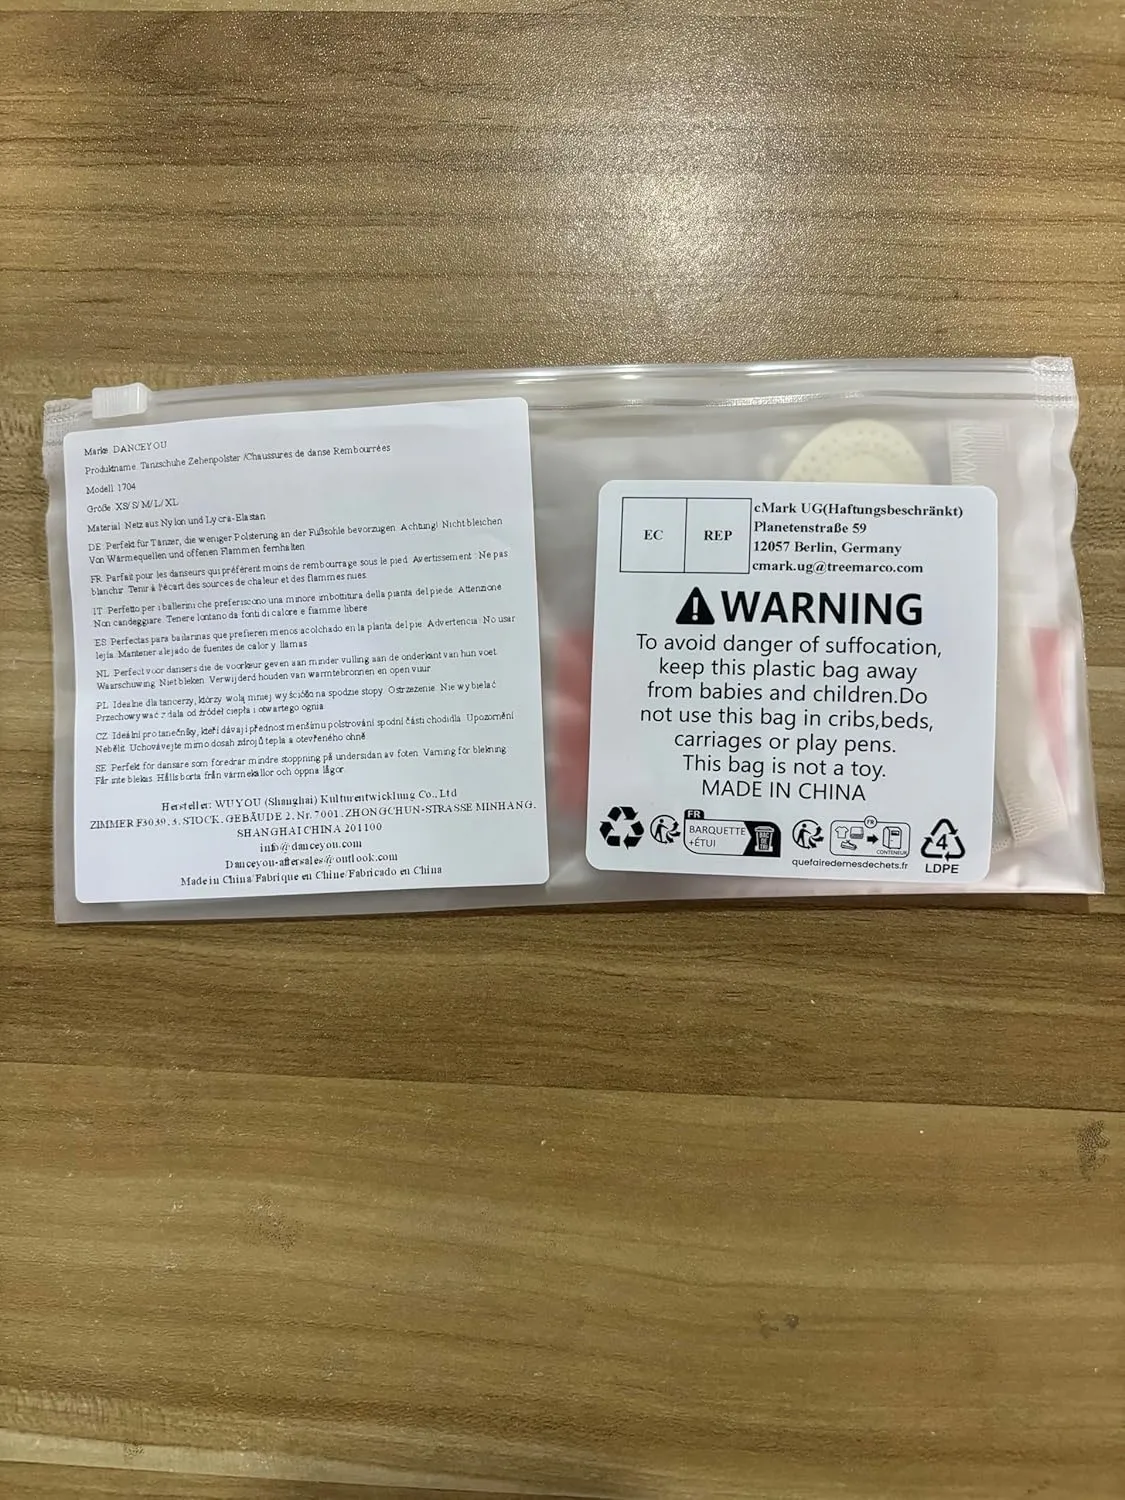 Marke: DANCEYOU
Produktname: Tanzschuhe Zehenpolster /Chaussures de danse Rembourrées
Modell: 1704
Größe: XS/S/M/L/XL
Material: Netz aus Nylon und Lycra-Elastan
DE: Perfekt für Tänzer, die weniger Polsterung an der Fußsohle bevorzugen. Achtung! Nicht bleichen
Von Wärmequellen und offenen Flammen fernhalten
FR: Parfait pour les danseurs qui préfèrent moins de rembourrage sous le pied. Avertissement : Ne pas
blanchir. Tenir à l'écart des sources de chaleur et des flammes nues.
IT: Perfetto per i ballerini che preferiscono una minore imbottitura della pianta del piede. Attenzione
Non candeggiare. Tenere lontano da fonti di calore e fiamme libere
ES: Perfectas para bailarinas que prefieren menos acolchado en la planta del pie. Advertencia: No usar
lejía. Mantener alejado de fuentes de calor y llamas
NL: Perfect voor dansers die de voorkeur geven aan minder vulling aan de onderkant van hun voet.
Waarschuwing: Niet bleken. Verwijderd houden van warmtebronnen en open vuur.
PL: Idealne dla tancerzy, którzy wolą mniej wyściółki na spodzie stopy. Ostrzeżenie: Nie wybielać
Przechowywać z dala od źródeł ciepła i otwartego ognia
CZ: Ideální pro tanečníky, kteří dávají přednost menšímu polstrování spodní části chodidla. Upozornění
Nebělit. Uchovávejte mimo dosah zdrojů tepla a otevřeného ohně
SE: Perfekt för dansare som föredrar mindre stoppning på undersidan av foten. Varning för blekning
Får inte blekas. Hålls borta från värmekällor och öppna lågor.
Hersteller: WUYOU (Shanghai) Kulturentwicklung Co., Ltd
ZIMMER F3039, 3. STOCK, GEBÄUDE 2, Nr. 7001, ZHONGCHUN-STRASSE MINHANG,
SHANGHAI CHINA 201100
info@danceyou.com
Danceyou-aftersales@outlook.com
Made in China/Fabrique en Chine/Fabricado en China
EC REP
cMark UG(Haftungsbeschränkt)
Planetenstraße 59
12057 Berlin, Germany
cmark.ug@treemarco.com
WARNING
To avoid danger of suffocation,
keep this plastic bag away
from babies and children.Do
not use this bag in cribs,beds,
carriages or play pens.
This bag is not a toy.
MADE IN CHINA
FR
BARQUETTE
+ÉTUI
BAC DE TRI
FR
CONTENEUR
quefairedemesdechets.fr
4
LDPE